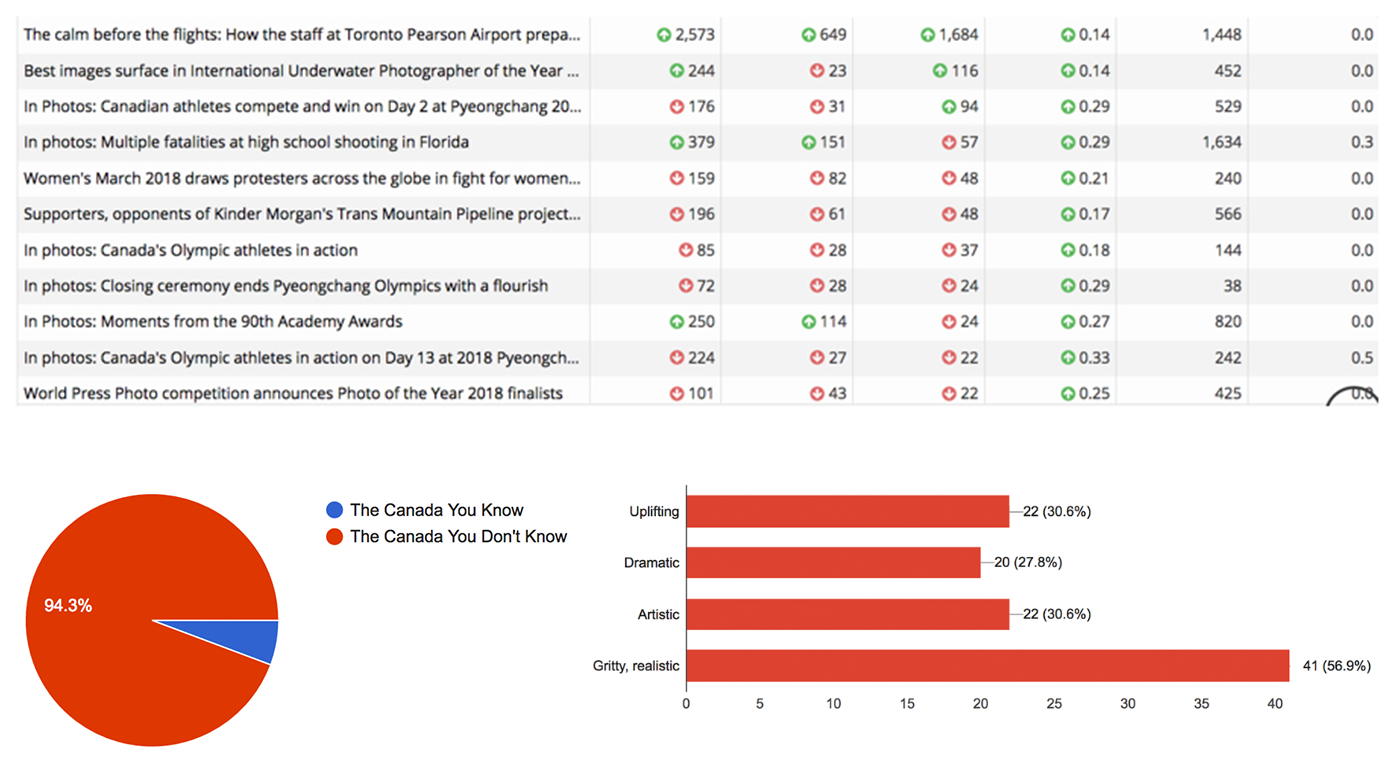 The calm before the flights: How the staff at Toronto Pearson Airport prepa... 2,573 649 1,684 0.14 1,448 0.0
Best images surface in International Underwater Photographer of the Year ... 244 23 116 0.14 452 0.0
In Photos: Canadian athletes compete and win on Day 2 at Pyeongchang 20... 176 31 94 0.29 529 0.0
In photos: Multiple fatalities at high school shooting in Florida 379 151 57 0.29 1,634 0.3
Women's March 2018 draws protesters across the globe in fight for women... 159 82 48 0.21 240 0.0
Supporters, opponents of Kinder Morgan's Trans Mountain Pipeline project... 196 61 48 0.17 566 0.0
In photos: Canada's Olympic athletes in action 85 28 37 0.18 144 0.0
In photos: Closing ceremony ends Pyeongchang Olympics with a flourish 72 28 24 0.29 38 0.0
In Photos: Moments from the 90th Academy Awards 250 114 24 0.27 820 0.0
In photos: Canada's Olympic athletes in action on Day 13 at 2018 Pyeongch... 224 27 22 0.33 242 0.5
World Press Photo competition announces Photo of the Year 2018 finalists 101 43 22 0.25 425 0.0
94.3%
The Canada You Know
The Canada You Don't Know
Uplifting 22 (30.6%)
Dramatic 20 (27.8%)
Artistic 22 (30.6%)
Gritty, realistic 41 (56.9%)
0 5 10 15 20 25 30 35 40